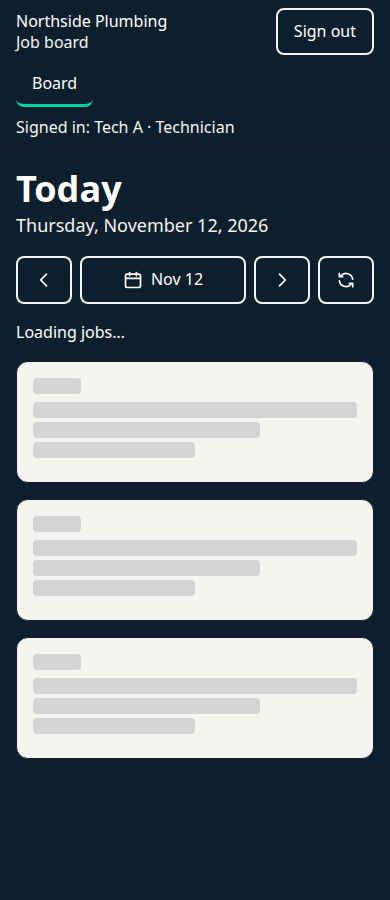 Northside Plumbing
Job board
Sign out
Board
Signed in: Tech A · Technician
Today
Thursday, November 12, 2026
Nov 12
Loading jobs…